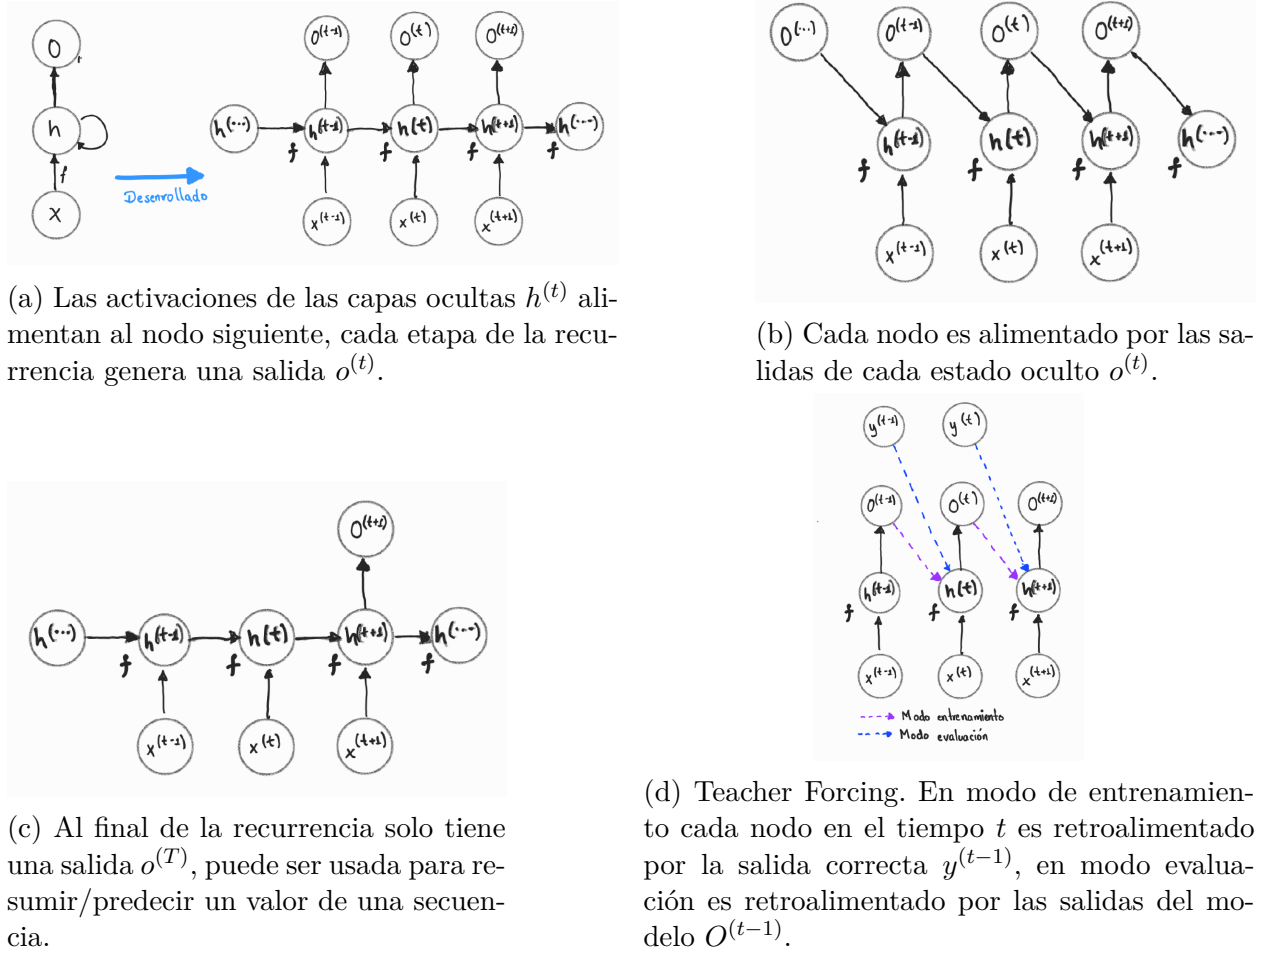 O
h
f
x
Desenrollado
o^(t-1) o^(t) o^(t+1)
h^(...) h^(t-1) h(t) h^(t+1) h^(...)
f f f f
x^(t-1) x^(t) x^(t+1)
(a) Las activaciones de las capas ocultas h^(t) ali-
mentan al nodo siguiente, cada etapa de la recu-
rrencia genera una salida o^(t).
O^(...) O^(t-1) O^(t) O^(t+1)
h^(t-1) h(t) h^(t+1) h^(...)
f f f f
x^(t-1) x^(t) x^(t+1)
(b) Cada nodo es alimentado por las sa-
lidas de cada estado oculto o^(t).
O^(t+1)
h^(...) h^(t-1) h(t) h^(t+1) h^(...)
f f f f
x^(t-1) x^(t) x^(t+1)
(c) Al final de la recurrencia solo tiene
una salida o^(T), puede ser usada para re-
sumir/predecir un valor de una secuen-
cia.
y^(t-1) y^(t)
O^(t-1) O^(t) O^(t+1)
h^(t-1) h(t) h^(t+1)
f f f
x^(t-1) x^(t) x^(t+1)
Modo entrenamiento
Modo evaluación
(d) Teacher Forcing. En modo de entrenamien-
to cada nodo en el tiempo t es retroalimentado
por la salida correcta y^(t−1), en modo evalua-
ción es retroalimentado por las salidas del mo-
delo O^(t−1).